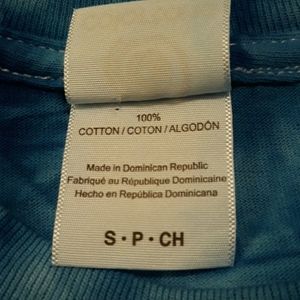 100%
COTTON / COTON / ALGODÓN
Made in Dominican Republic
Fabriqué au République Dominicaine
Hecho en República Dominicana
S • P • CH